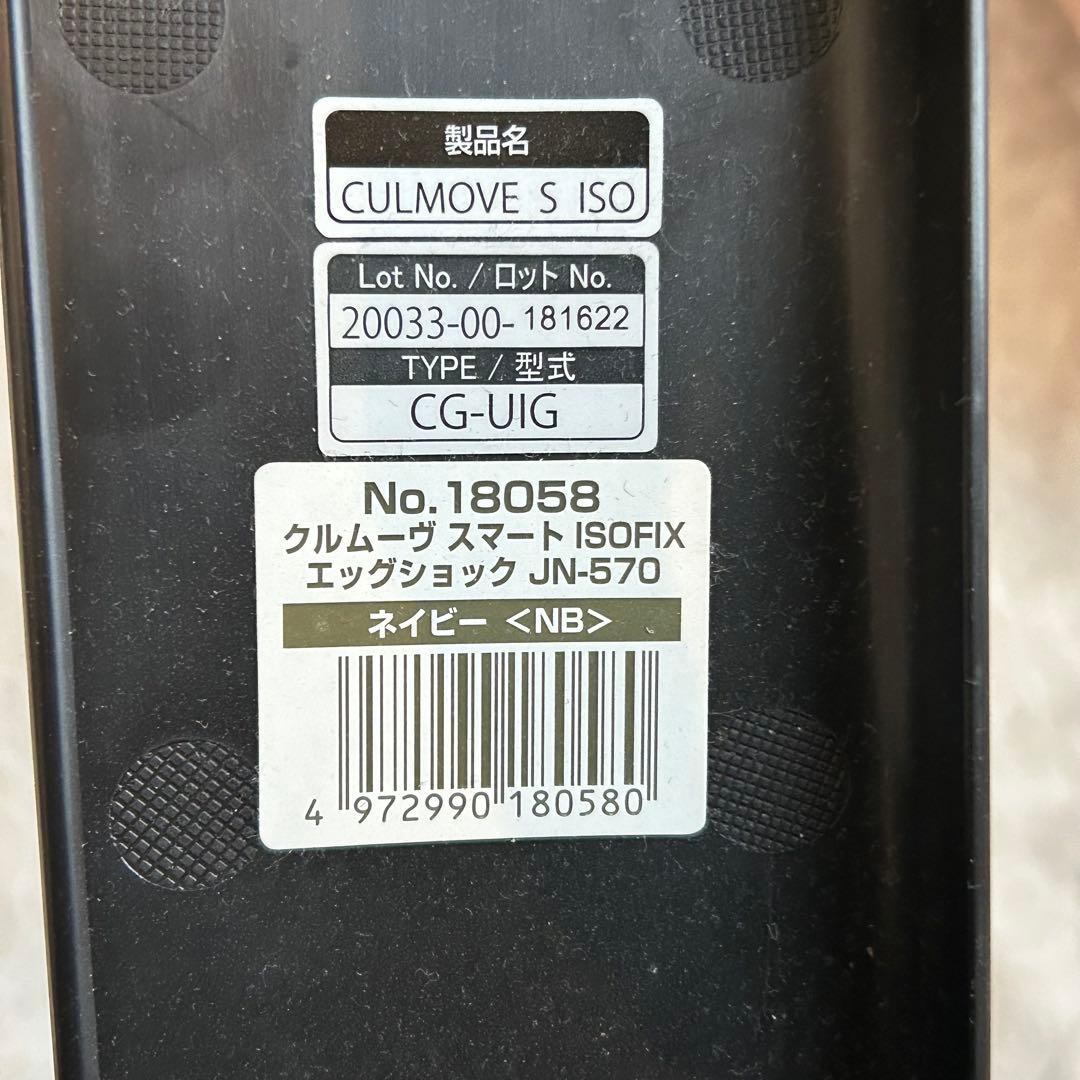 製品名
CULMOVE S ISO
Lot No. / ロット No.
20033-00-181622
TYPE / 型式
CG-UIG
No.18058
クルムーヴ スマート ISOFIX
エッグショック JN-570
ネイビー <NB>
4 972990 180580